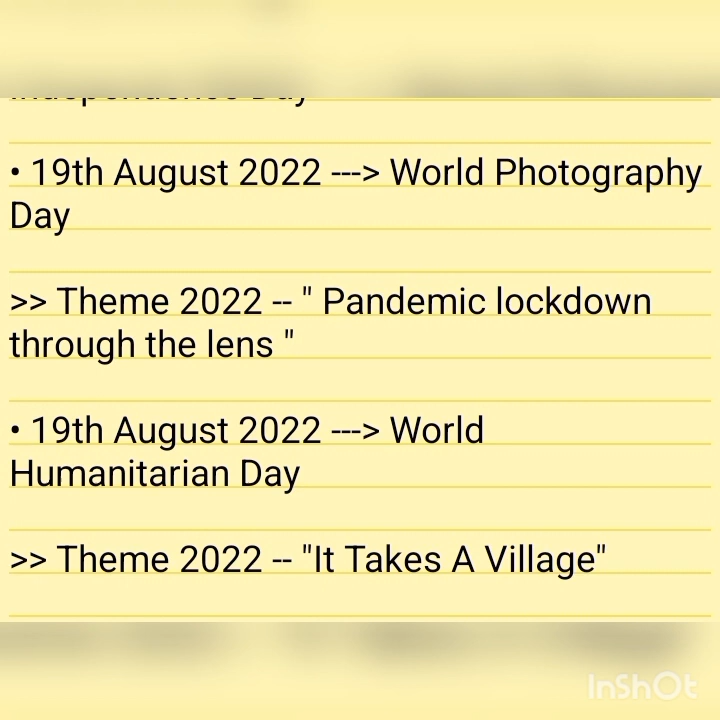 • 19th August 2022 ---> World Photography
Day
>> Theme 2022 -- " Pandemic lockdown
through the lens "
• 19th August 2022 ---> World
Humanitarian Day
>> Theme 2022 -- "It Takes A Village"
InShOt